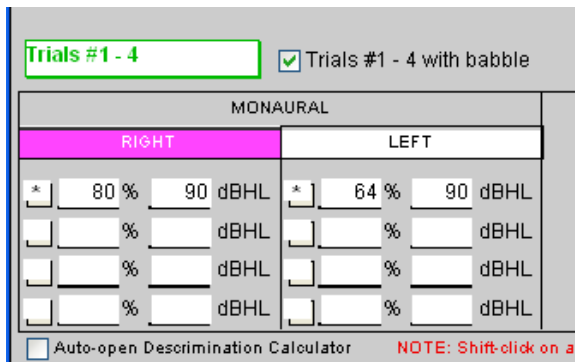 Trials #1 - 4
Trials #1 - 4 with babble
MONAURAL
RIGHT LEFT
* 80 % 90 dBHL * 64 % 90 dBHL
% dBHL % dBHL
% dBHL % dBHL
% dBHL % dBHL
Auto-open Descrimination Calculator NOTE: Shift-click on a